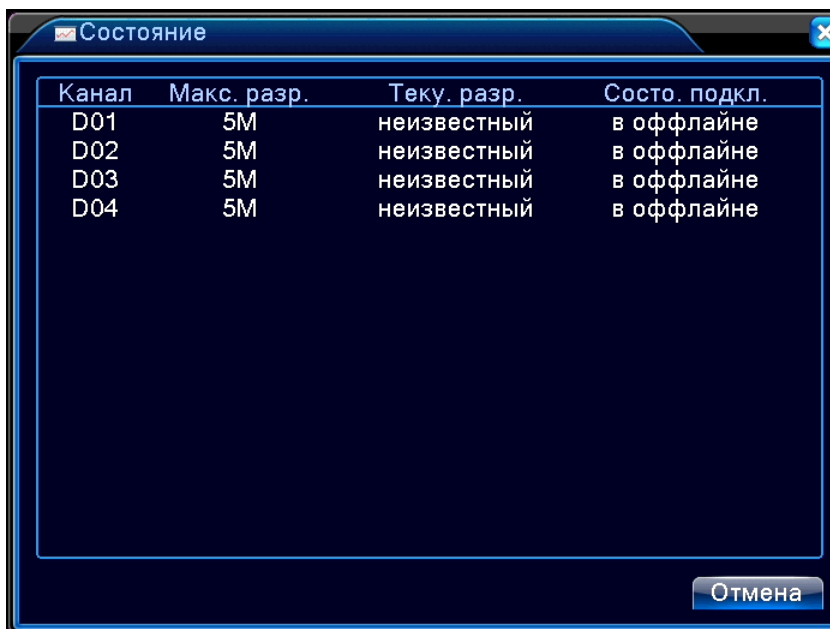 Состояние
Канал Макс. разр. Теку. разр. Состо. подкл.
D01 5M неизвестный в оффлайне
D02 5M неизвестный в оффлайне
D03 5M неизвестный в оффлайне
D04 5M неизвестный в оффлайне
Отмена